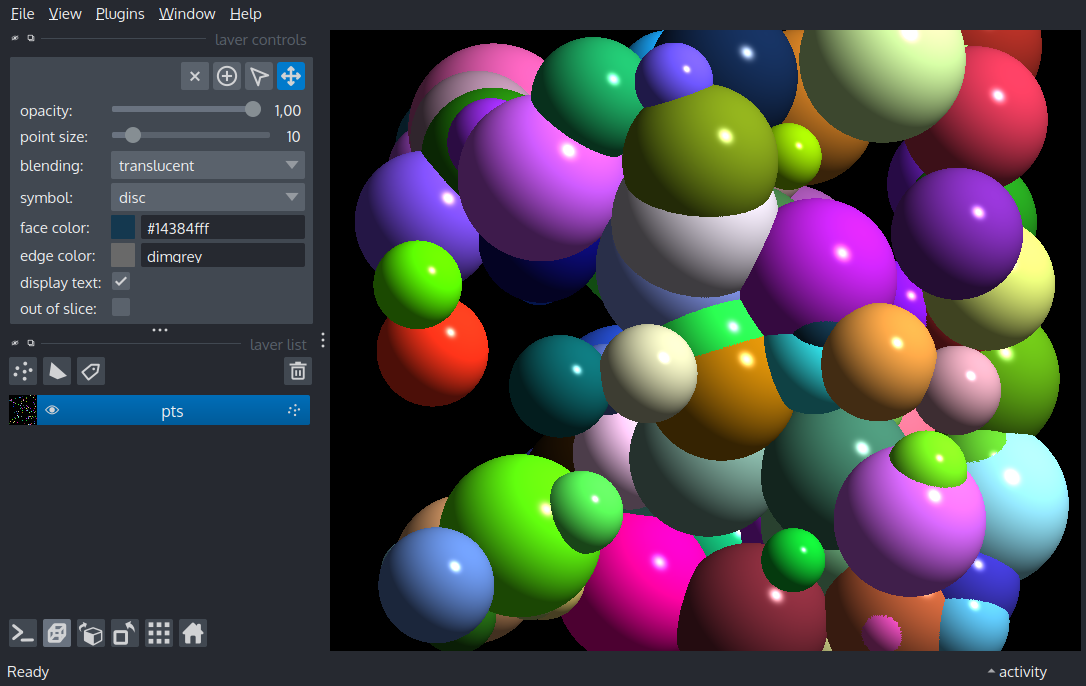 File View Plugins Window Help
layer controls
opacity: 1,00
point size: 10
blending: translucent
symbol: disc
face color: #14384fff
edge color: dimgrey
display text:
out of slice:
layer list
pts
Ready
activity